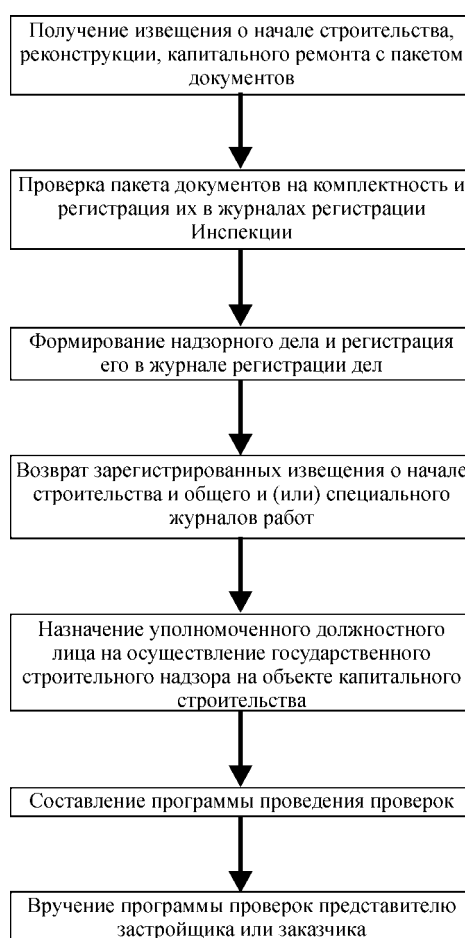 Получение извещения о начале строительства,
реконструкции, капитального ремонта с пакетом
документов
Проверка пакета документов на комплектность и
регистрация их в журналах регистрации
Инспекции
Формирование надзорного дела и регистрация
его в журнале регистрации дел
Возврат зарегистрированных извещения о начале
строительства и общего и (или) специального
журналов работ
Назначение уполномоченного должностного
лица на осуществление государственного
строительного надзора на объекте капитального
строительства
Составление программы проведения проверок
Вручение программы проверок представителю
застройщика или заказчика